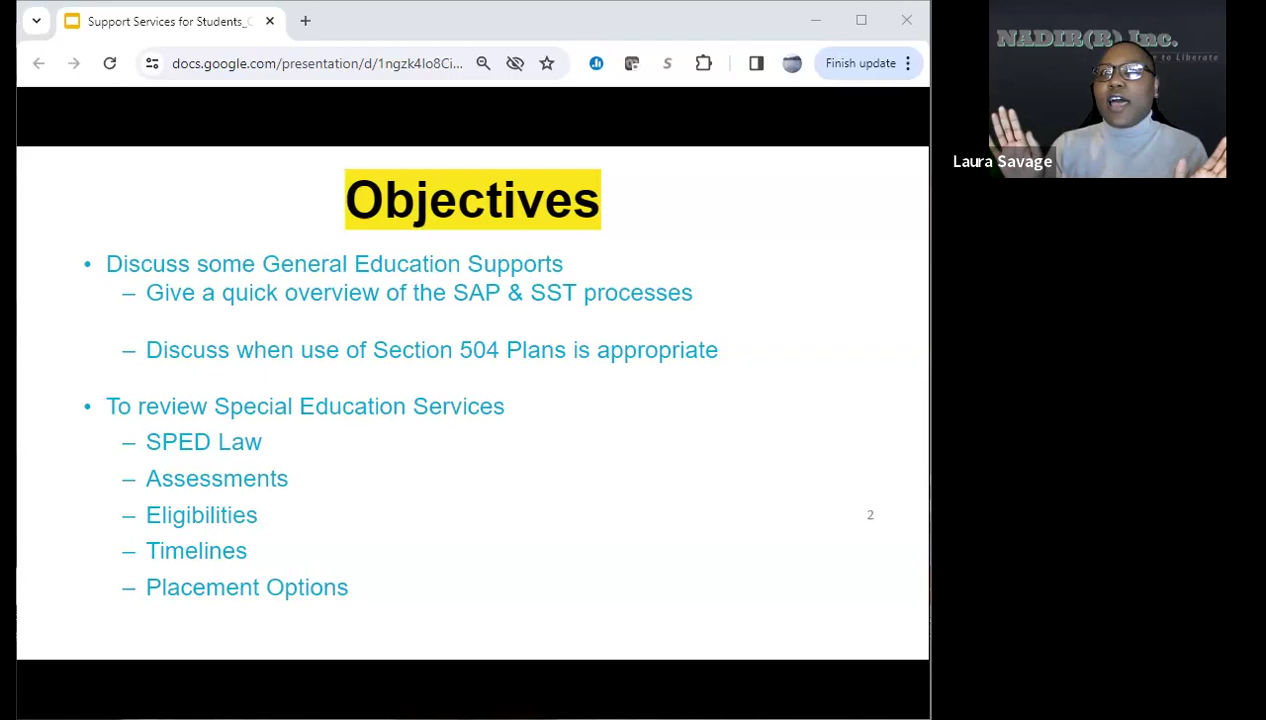 Support Services for Students_
docs.google.com/presentation/d/1ngzk4lo8Ci...
Finish update
Objectives
• Discuss some General Education Supports
– Give a quick overview of the SAP & SST processes
– Discuss when use of Section 504 Plans is appropriate
• To review Special Education Services
– SPED Law
– Assessments
– Eligibilities
– Timelines
– Placement Options
2
NADIR(R) Inc.
to Liberate
Laura Savage